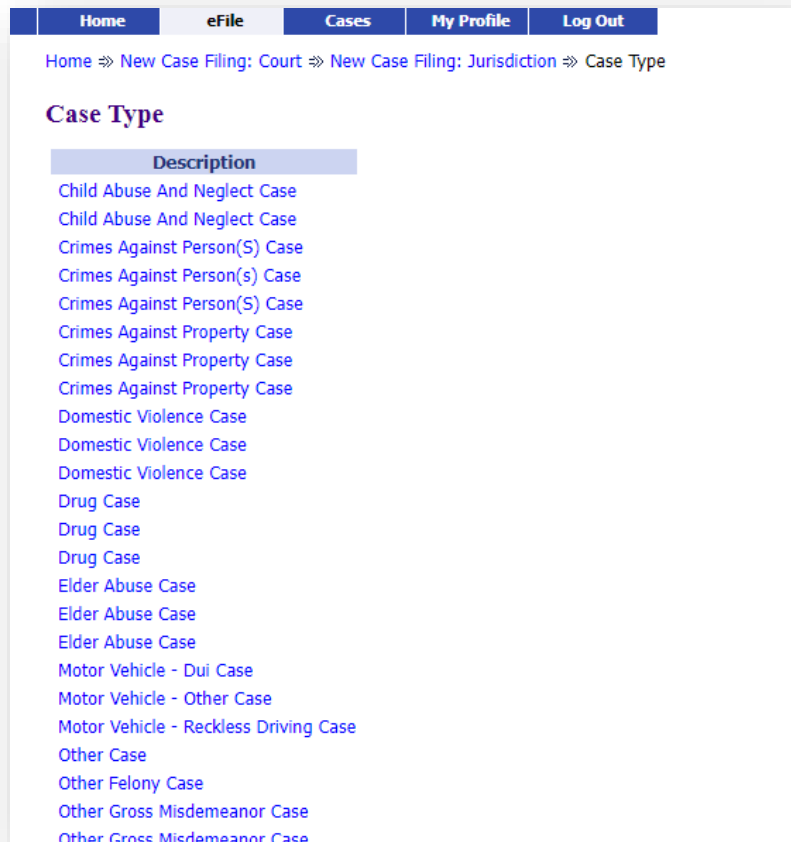 Home eFile Cases My Profile Log Out
Home ⇒ New Case Filing: Court ⇒ New Case Filing: Jurisdiction ⇒ Case Type
Case Type
Description
Child Abuse And Neglect Case
Child Abuse And Neglect Case
Crimes Against Person(S) Case
Crimes Against Person(s) Case
Crimes Against Person(S) Case
Crimes Against Property Case
Crimes Against Property Case
Crimes Against Property Case
Domestic Violence Case
Domestic Violence Case
Domestic Violence Case
Drug Case
Drug Case
Drug Case
Elder Abuse Case
Elder Abuse Case
Elder Abuse Case
Motor Vehicle - Dui Case
Motor Vehicle - Other Case
Motor Vehicle - Reckless Driving Case
Other Case
Other Felony Case
Other Gross Misdemeanor Case
Other Gross Misdemeanor Case